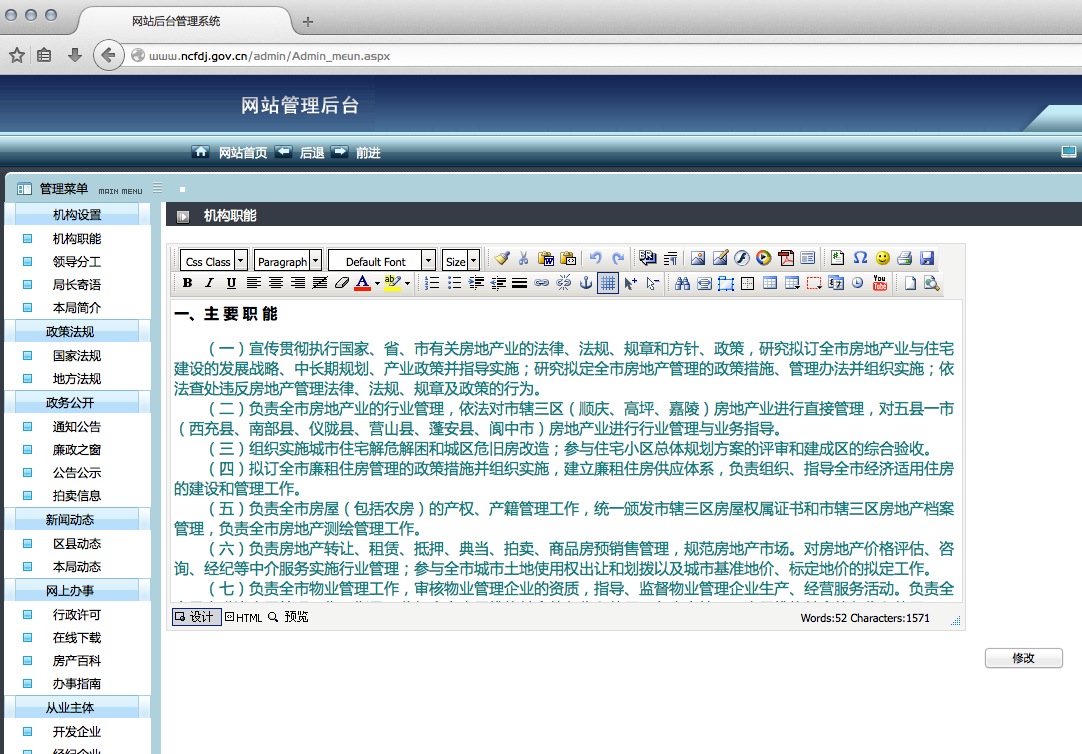 网站后台管理系统
www.ncfdj.gov.cn/admin/Admin_meun.aspx
网站管理后台
网站首页 后退 前进
管理菜单 MAIN MENU
机构设置
机构职能
领导分工
局长寄语
本局简介
政策法规
国家法规
地方法规
政务公开
通知公告
廉政之窗
公告公示
拍卖信息
新闻动态
区县动态
本局动态
网上办事
行政许可
在线下载
房产百科
办事指南
从业主体
开发企业
机构职能
Css Class Paragraph Default Font Size
B I U
一、主 要 职 能
（一）宣传贯彻执行国家、省、市有关房地产业的法律、法规、规章和方针、政策，研究拟订全市房地产业与住宅
建设的发展战略、中长期规划、产业政策并指导实施；研究拟定全市房地产管理的政策措施、管理办法并组织实施；依
法查处违反房地产管理法律、法规、规章及政策的行为。
（二）负责全市房地产业的行业管理，依法对市辖三区（顺庆、高坪、嘉陵）房地产业进行直接管理，对五县一市
（西充县、南部县、仪陇县、营山县、蓬安县、阆中市）房地产业进行行业管理与业务指导。
（三）组织实施城市住宅解危解困和城区危旧房改造；参与住宅小区总体规划方案的评审和建成区的综合验收。
（四）拟订全市廉租住房管理的政策措施并组织实施，建立廉租住房供应体系，负责组织、指导全市经济适用住房
的建设和管理工作。
（五）负责全市房屋（包括农房）的产权、产籍管理工作，统一颁发市辖三区房屋权属证书和市辖三区房地产档案
管理，负责全市房地产测绘管理工作。
（六）负责房地产转让、租赁、抵押、典当、拍卖、商品房预销售管理，规范房地产市场。对房地产价格评估、咨
询、经纪等中介服务实施行业管理；参与全市城市土地使用权出让和划拨以及城市基准地价、标定地价的拟定工作。
（七）负责全市物业管理工作，审核物业管理企业的资质，指导、监督物业管理企业生产、经营服务活动。负责全
设计 HTML 预览
Words:52 Characters:1571
修改